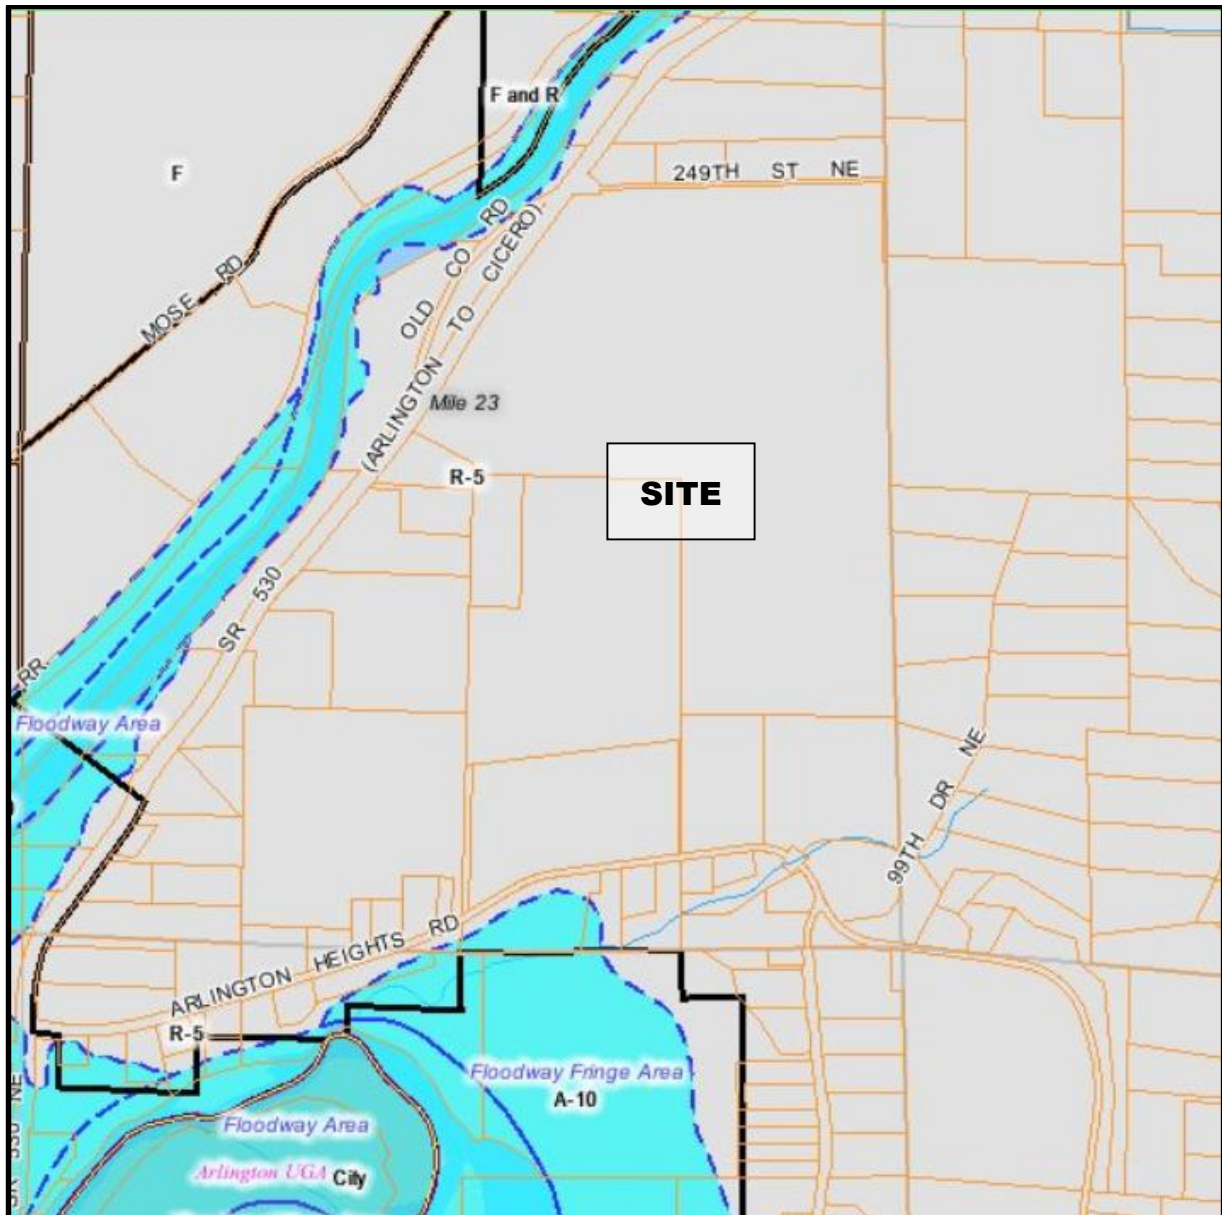 F and R
F
249TH ST NE
OLD CO RD
MOSE RD
SR 530 (ARLINGTON TO CICERO)
Mile 23
R-5
SITE
RR
Floodway Area
99TH DR NE
ARLINGTON HEIGHTS RD
R-5
Floodway Fringe Area
A-10
Floodway Area
Arlington UGA City